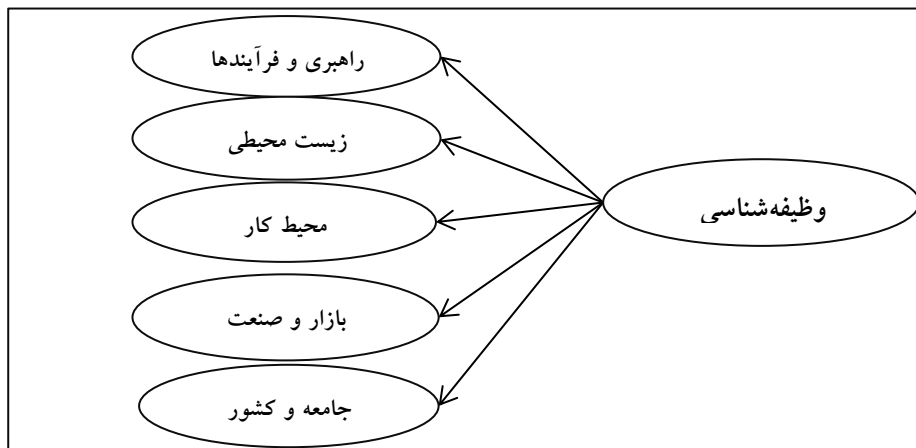 راهبری و فرآیندها
زیست محیطی
وظیفه‌شناسی
محیط کار
بازار و صنعت
جامعه و کشور